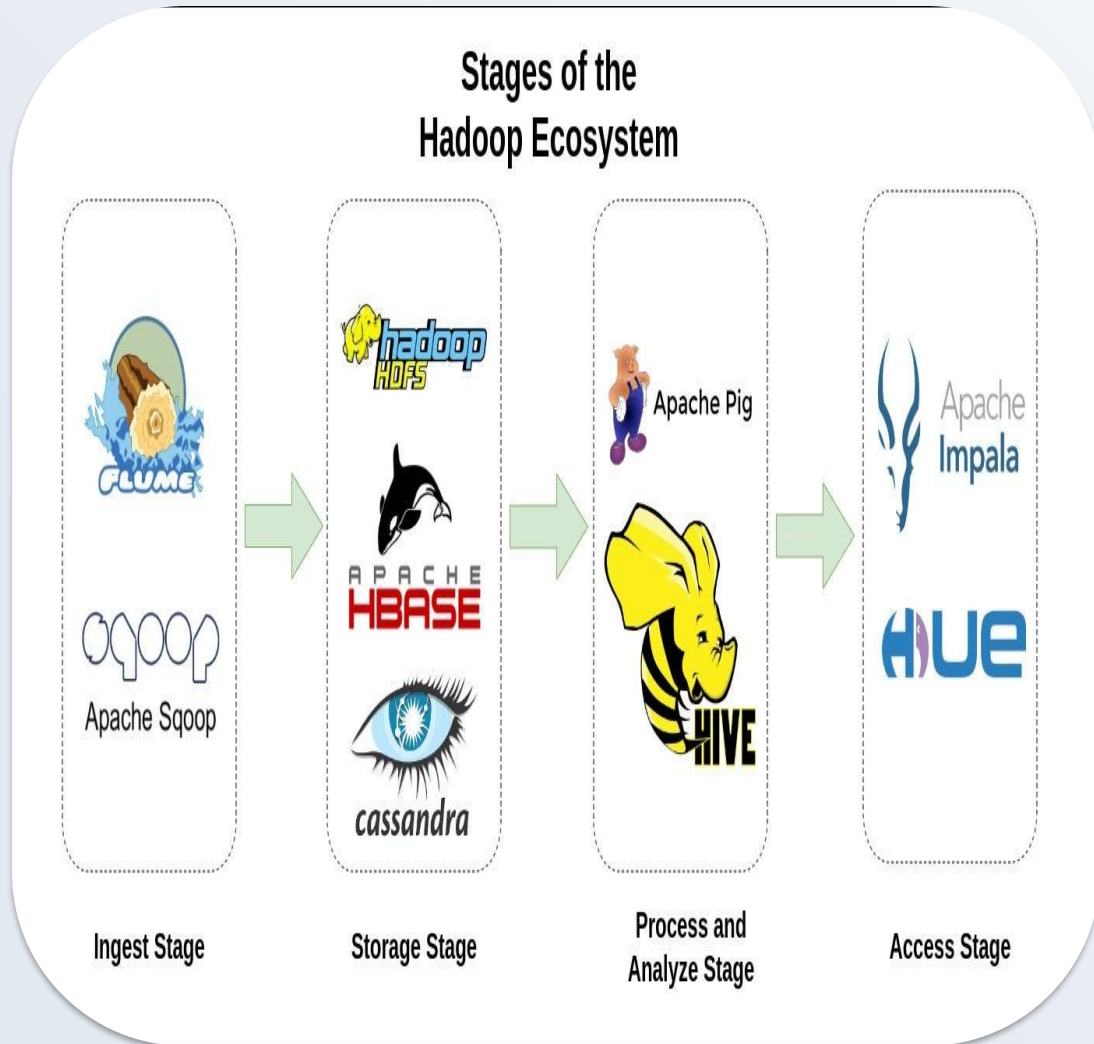 Stages of the
Hadoop Ecosystem
FLUME
sqoop
Apache Sqoop
Ingest Stage
hadoop
HDFS
APACHE
HBASE
cassandra
Storage Stage
Apache Pig
HIVE
Process and
Analyze Stage
Apache
Impala
HUE
Access Stage